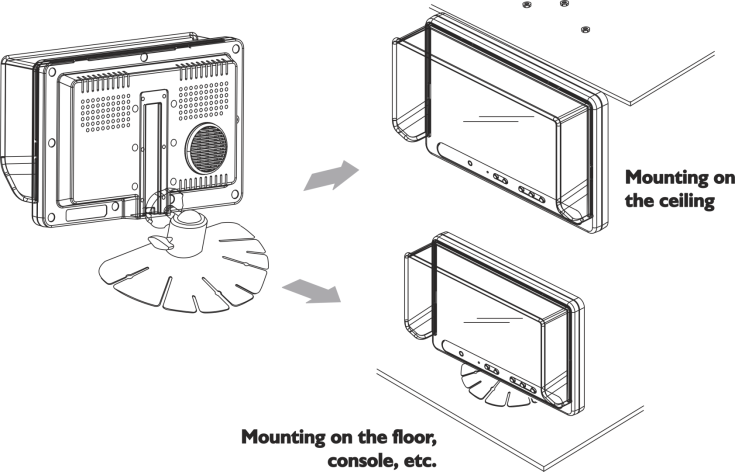 Mounting on
the ceiling
Mounting on the floor,
console, etc.